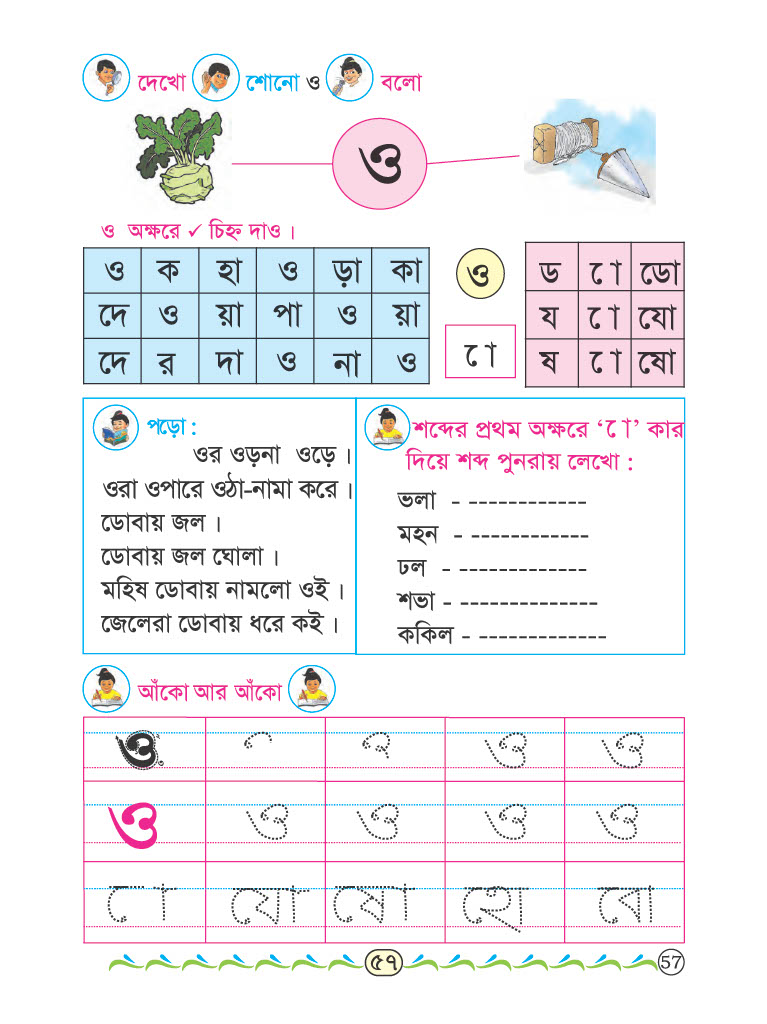 দেখো শোনো ও বলো
ও
ও অক্ষরে ✓ চিহ্ন দাও ।
ও ক হা ও ড়া কা
দে ও য়া পা ও য়া
দে র দা ও না ও
ও
ো
ড ো ডো
য ো যো
ষ ো ষো
পড়ো :
ওর ওড়না ওড়ে ।
ওরা ওপারে ওঠা-নামা করে ।
ডোবায় জল ।
ডোবায় জল ঘোলা ।
মহিষ ডোবায় নামলো ওই ।
জেলেরা ডোবায় ধরে কই ।
শব্দের প্রথম অক্ষরে ‘ো’ কার
দিয়ে শব্দ পুনরায় লেখো :
ভলা - ------------
মহন - ------------
ঢল - -------------
শভা - --------------
ককিল - -------------
আঁকো আর আঁকো
ও ও ও
ও ও ও ও ও
ো যো ষো হো বো
৫৭
57